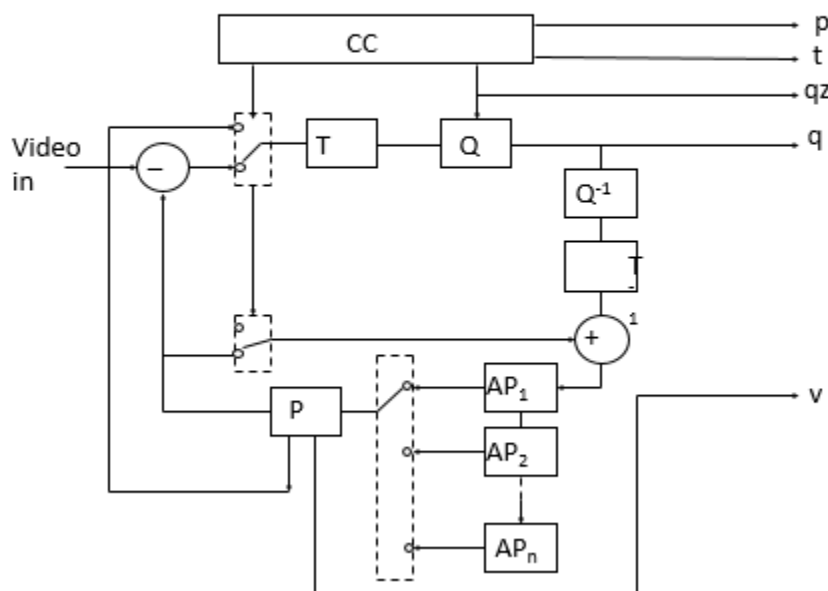 CC
p
t
qz
Video
in
–
T
Q
q
Q-1
T
-
1
+
AP1
v
P
AP2
APn